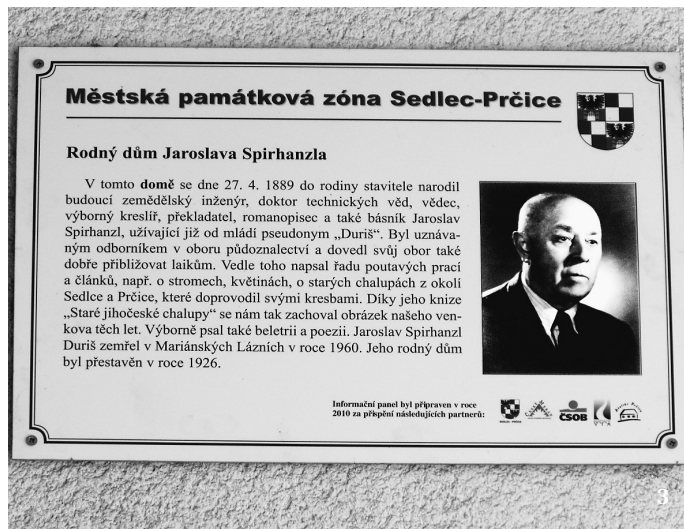 Městská památková zóna Sedlec-Prčice
Rodný dům Jaroslava Spirhanzla
V tomto domě se dne 27. 4. 1889 do rodiny stavitele narodil
budoucí zemědělský inženýr, doktor technických věd, vědec,
výborný kreslíř, překladatel, romanopisec a také básník Jaroslav
Spirhanzl, užívající již od mládí pseudonym „Duriš“. Byl uznáva-
ným odborníkem v oboru půdoznalectví a dovedl svůj obor také
dobře přibližovat laikům. Vedle toho napsal řadu poutavých prací
a článků, např. o stromech, květinách, o starých chalupách z okolí
Sedlce a Prčice, které doprovodil svými kresbami. Díky jeho knize
„Staré jihočeské chalupy“ se nám tak zachoval obrázek našeho ven-
kova těch let. Výborně psal také beletrii a poezii. Jaroslav Spirhanzl
Duriš zemřel v Mariánských Lázních v roce 1960. Jeho rodný dům
byl přestavěn v roce 1926.
Informační panel byl připraven v roce
2010 za přispění následujících partnerů:
ČSOB
3